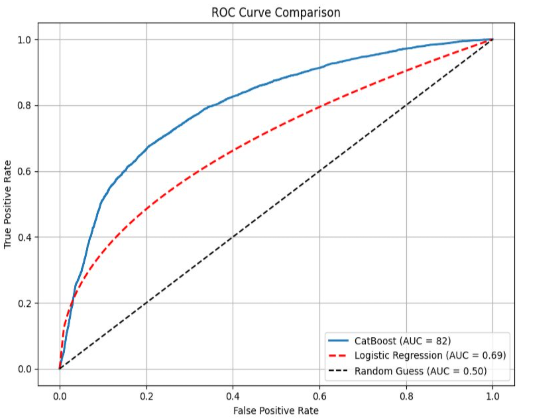 ROC Curve Comparison
1.0
0.8
0.6
0.4
0.2
0.0
True Positive Rate
CatBoost (AUC = 82)
Logistic Regression (AUC = 0.69)
Random Guess (AUC = 0.50)
0.0 0.2 0.4 0.6 0.8 1.0
False Positive Rate